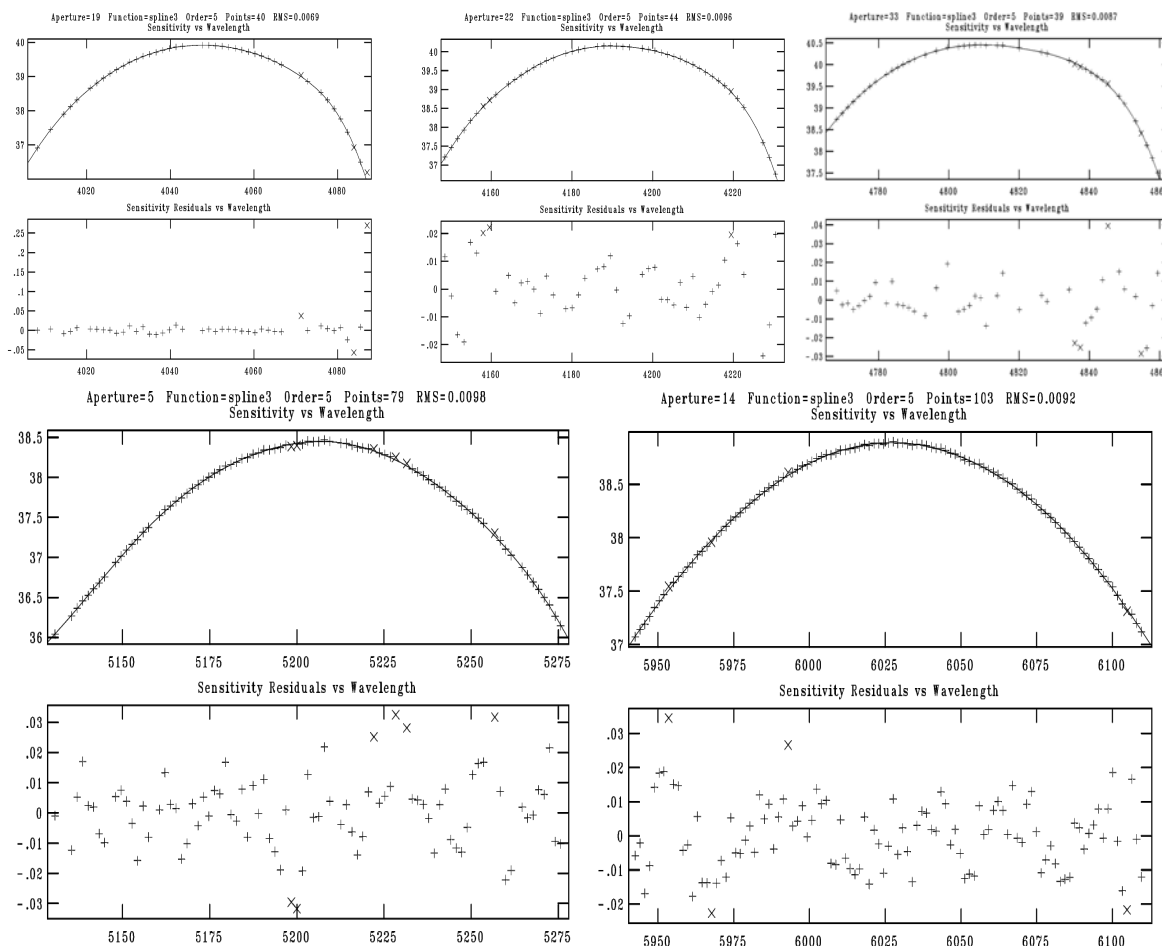 Aperture=19 Function=spline3 Order=5 Points=40 RMS=0.0069
Sensitivity vs Wavelength
40
39
38
37
4020 4040 4060 4080
Sensitivity Residuals vs Wavelength
.25
.2
.15
.1
.05
0
-.05
4020 4040 4060 4080
Aperture=22 Function=spline3 Order=5 Points=44 RMS=0.0096
Sensitivity vs Wavelength
40
39.5
39
38.5
38
37.5
37
4160 4180 4200 4220
Sensitivity Residuals vs Wavelength
.02
.01
0
-.01
-.02
4160 4180 4200 4220
Aperture=33 Function=spline3 Order=5 Points=39 RMS=0.0087
Sensitivity vs Wavelength
40.5
40
39.5
39
38.5
38
37.5
4780 4800 4820 4840 486
Sensitivity Residuals vs Wavelength
.04
.03
.02
.01
0
-.01
-.02
-.03
4780 4800 4820 4840 486
Aperture=5 Function=spline3 Order=5 Points=79 RMS=0.0098
Sensitivity vs Wavelength
38.5
38
37.5
37
36.5
36
5150 5175 5200 5225 5250 5275
Sensitivity Residuals vs Wavelength
.03
.02
.01
0
-.01
-.02
-.03
5150 5175 5200 5225 5250 5275
Aperture=14 Function=spline3 Order=5 Points=103 RMS=0.0092
Sensitivity vs Wavelength
38.5
38
37.5
37
5950 5975 6000 6025 6050 6075 6100
Sensitivity Residuals vs Wavelength
.03
.02
.01
0
-.01
-.02
5950 5975 6000 6025 6050 6075 6100